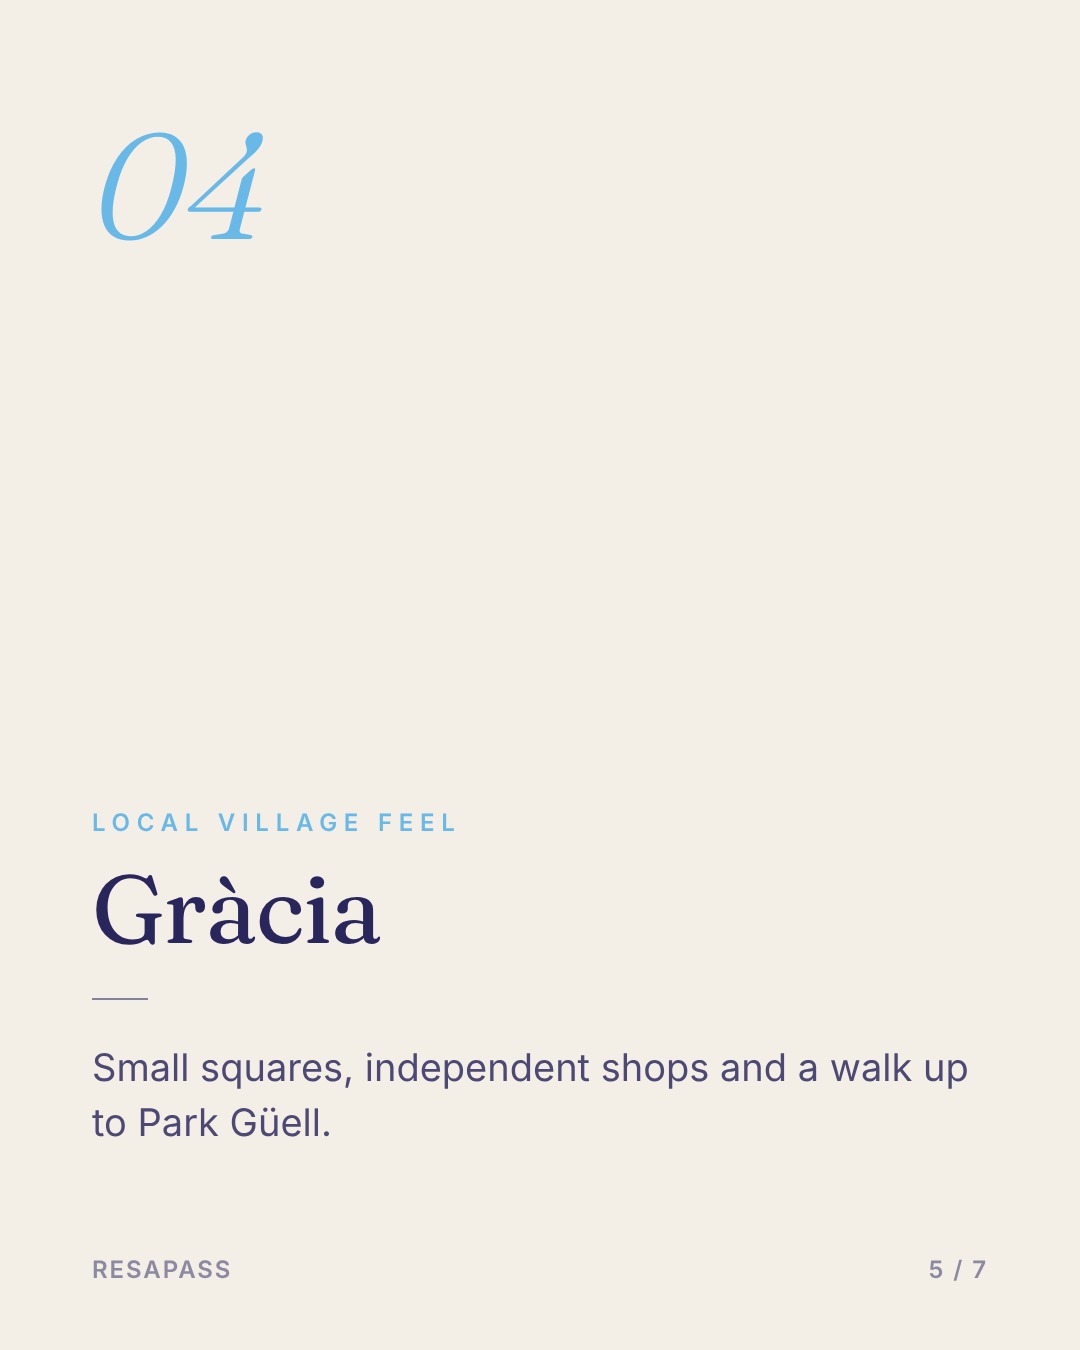 04
LOCAL VILLAGE FEEL
Gràcia
Small squares, independent shops and a walk up
to Park Güell.
RESAPASS
5 / 7